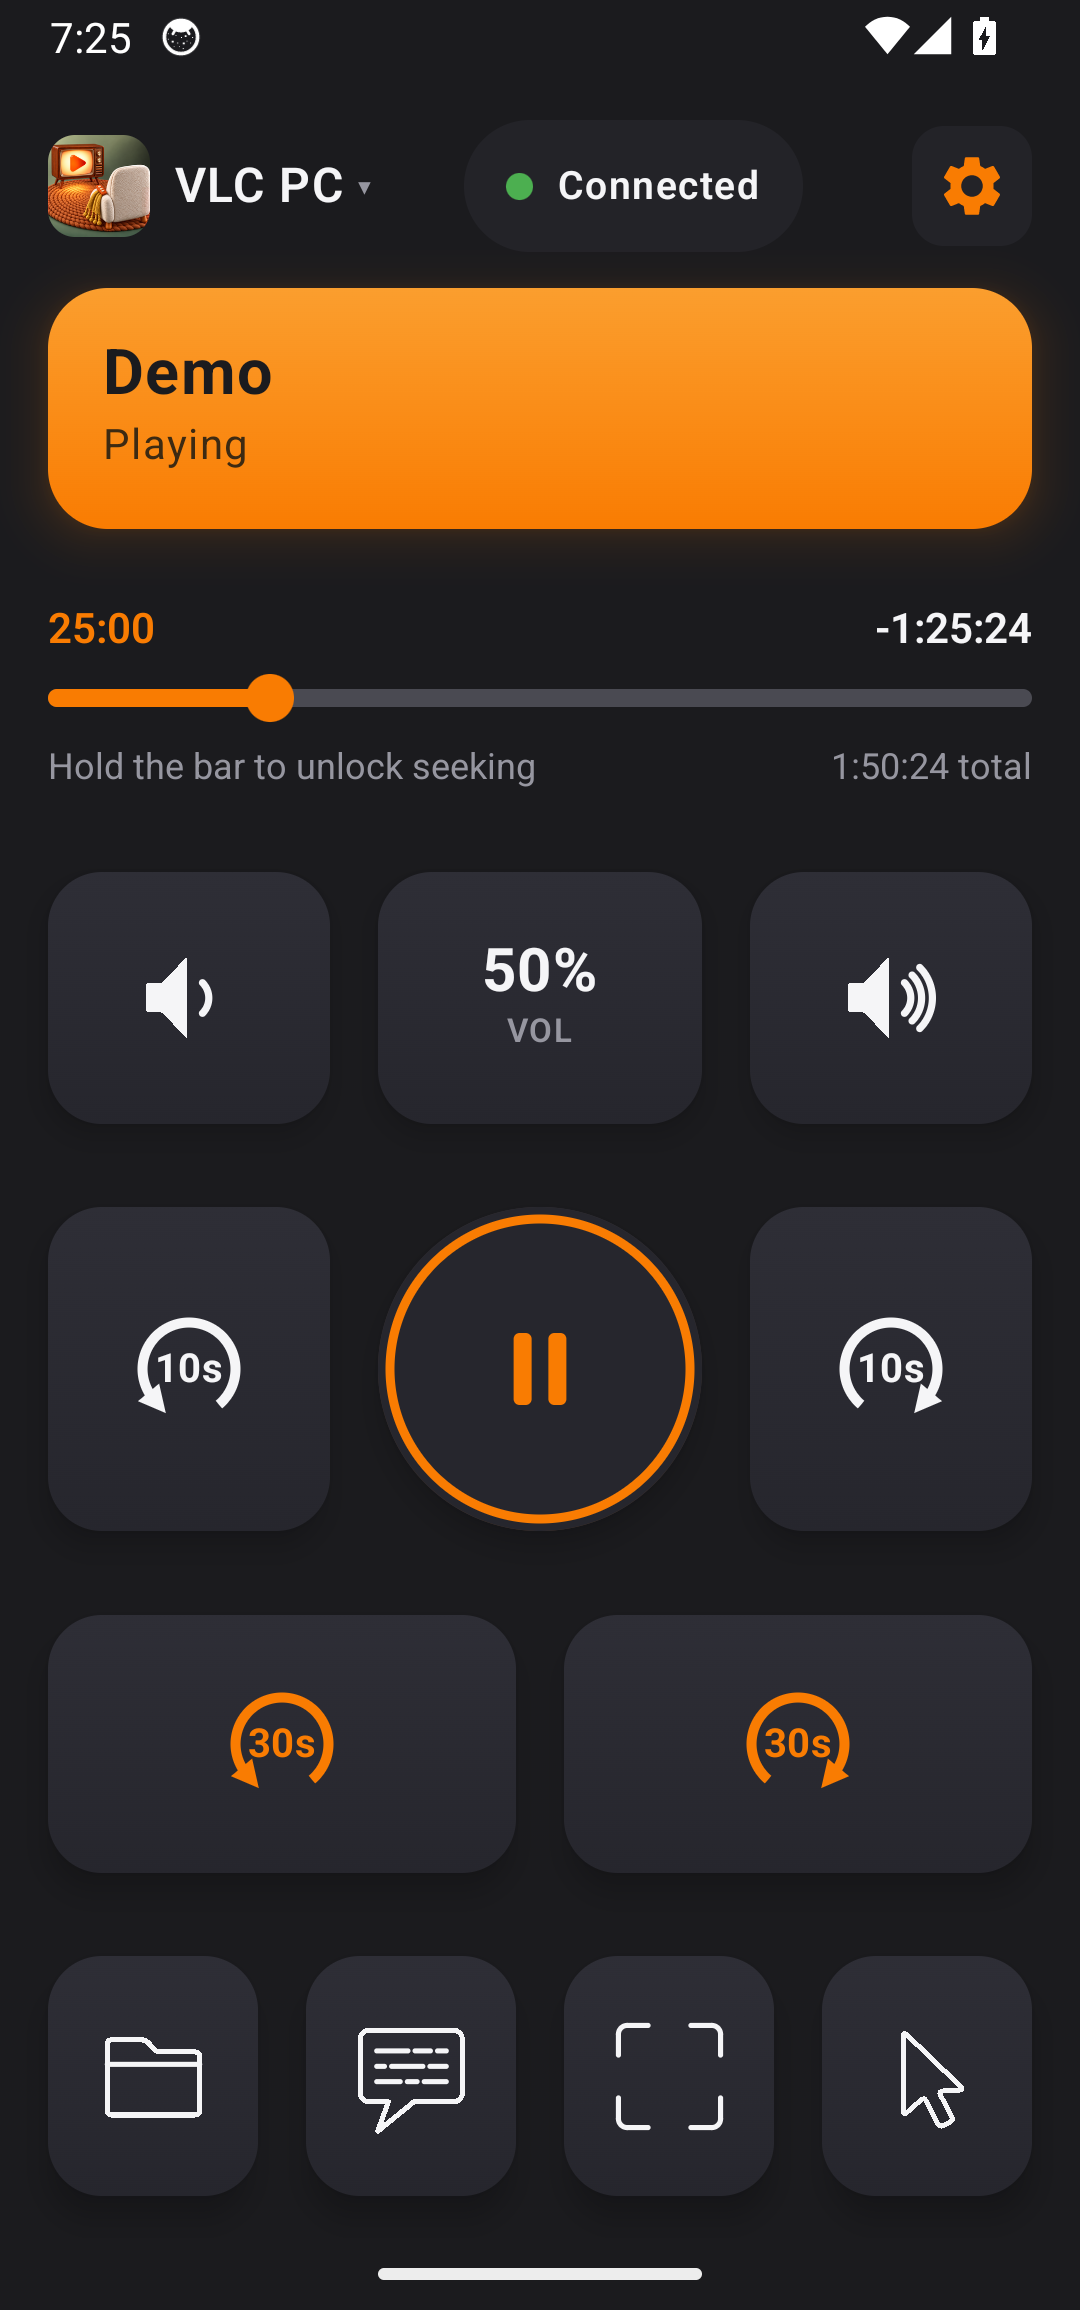 7:25
VLC PC ▾
Connected
Demo
Playing
25:00
-1:25:24
Hold the bar to unlock seeking
1:50:24 total
50%
VOL
10s
10s
30s
30s